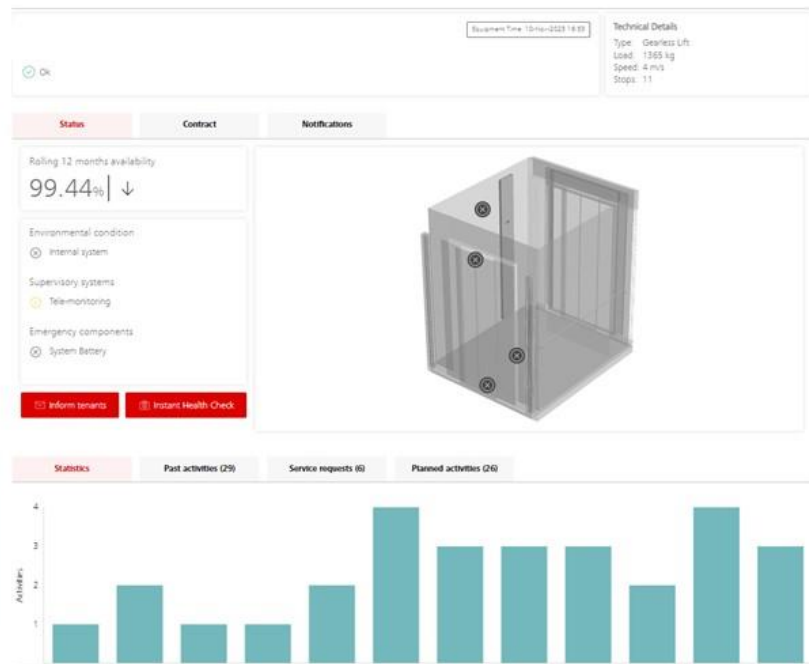 Equipment Time 10-nov-2023 16:53
Technical Details
Type: Gearless Lift
Load: 1365 kg
Speed: 4 m/s
Stops: 11
Ok
Status
Contract
Notifications
Rolling 12 months availability
99.44%
Environmental condition
Internal system
Supervisory systems
Tele-monitoring
Emergency components
System Battery
Inform tenants
Instant Health Check
Statistics
Past activities (29)
Service requests (6)
Planned activities (26)
4
3
2
1
Activities